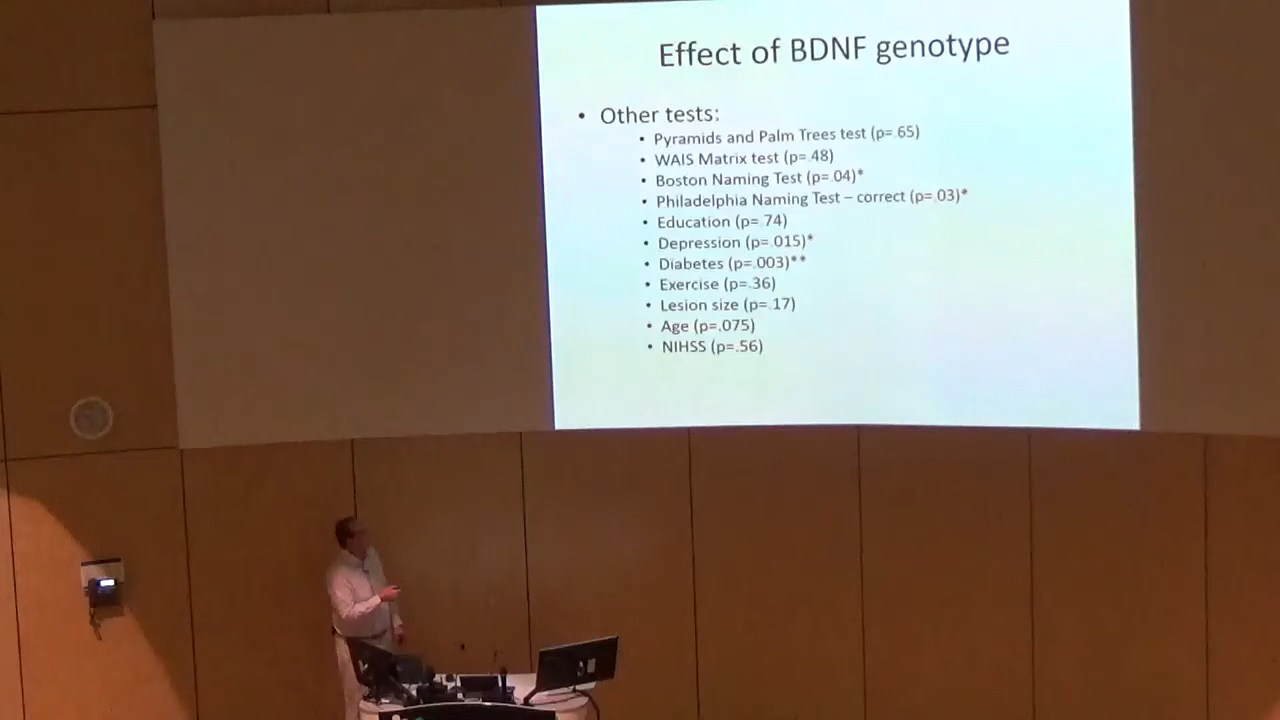 Effect of BDNF genotype
• Other tests:
• Pyramids and Palm Trees test (p=.65)
• WAIS Matrix test (p=.48)
• Boston Naming Test (p=.04)*
• Philadelphia Naming Test – correct (p=.03)*
• Education (p=.74)
• Depression (p=.015)*
• Diabetes (p=.003)**
• Exercise (p=.36)
• Lesion size (p=.17)
• Age (p=.075)
• NIHSS (p=.56)